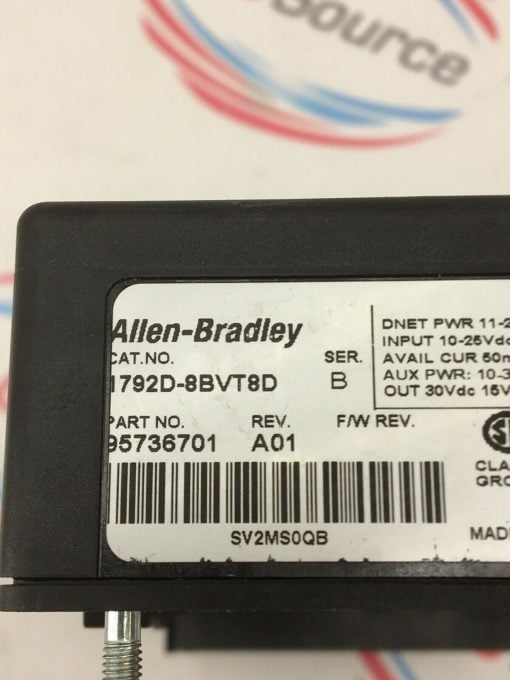 Source
Allen-Bradley
CAT.NO.
SER.
1792D-8BVT8D
B
PART NO.
REV.
F/W REV.
95736701
A01
SV2MS0QB
DNET PWR 11-2
INPUT 10-25Vdc
AVAIL CUR 50m
AUX PWR: 10-3
OUT 30Vdc 15V
CLA
GRO
MADE